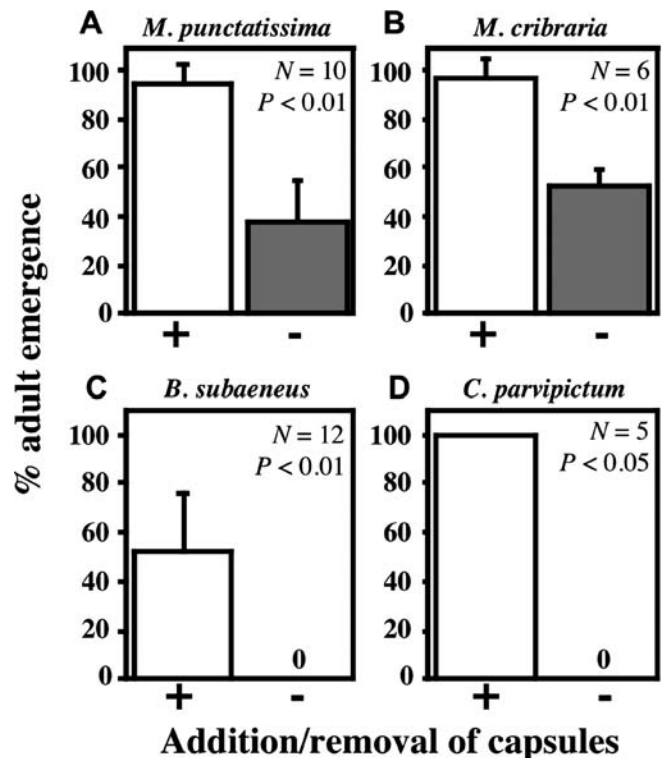 A M. punctatissima
B M. cribraria
% adult emergence
100
80
60
40
20
0
N = 10
P < 0.01
+ -
100
80
60
40
20
0
N = 6
P < 0.01
+ -
C B. subaeneus
D C. parvipictum
100
80
60
40
20
0
N = 12
P < 0.01
0
+ -
100
80
60
40
20
0
N = 5
P < 0.05
0
+ -
Addition/removal of capsules